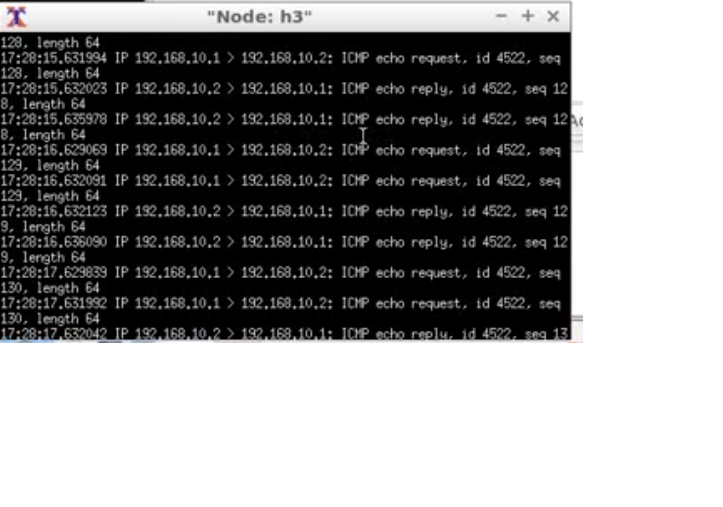 "Node: h3"
128, length 64
17:28:15.631994 IP 192.168.10.1 > 192.168.10.2: ICMP echo request, id 4522, seq
128, length 64
17:28:15.632023 IP 192.168.10.2 > 192.168.10.1: ICMP echo reply, id 4522, seq 12
8, length 64
17:28:15.635978 IP 192.168.10.2 > 192.168.10.1: ICMP echo reply, id 4522, seq 12
8, length 64
17:28:16.629069 IP 192.168.10.1 > 192.168.10.2: ICMP echo request, id 4522, seq
129, length 64
17:28:16.632091 IP 192.168.10.1 > 192.168.10.2: ICMP echo request, id 4522, seq
129, length 64
17:28:16.632123 IP 192.168.10.2 > 192.168.10.1: ICMP echo reply, id 4522, seq 12
9, length 64
17:28:16.636090 IP 192.168.10.2 > 192.168.10.1: ICMP echo reply, id 4522, seq 12
9, length 64
17:28:17.629839 IP 192.168.10.1 > 192.168.10.2: ICMP echo request, id 4522, seq
130, length 64
17:28:17.631992 IP 192.168.10.1 > 192.168.10.2: ICMP echo request, id 4522, seq
130, length 64
17:28:17.632042 IP 192.168.10.2 > 192.168.10.1: ICMP echo reply, id 4522, seq 13